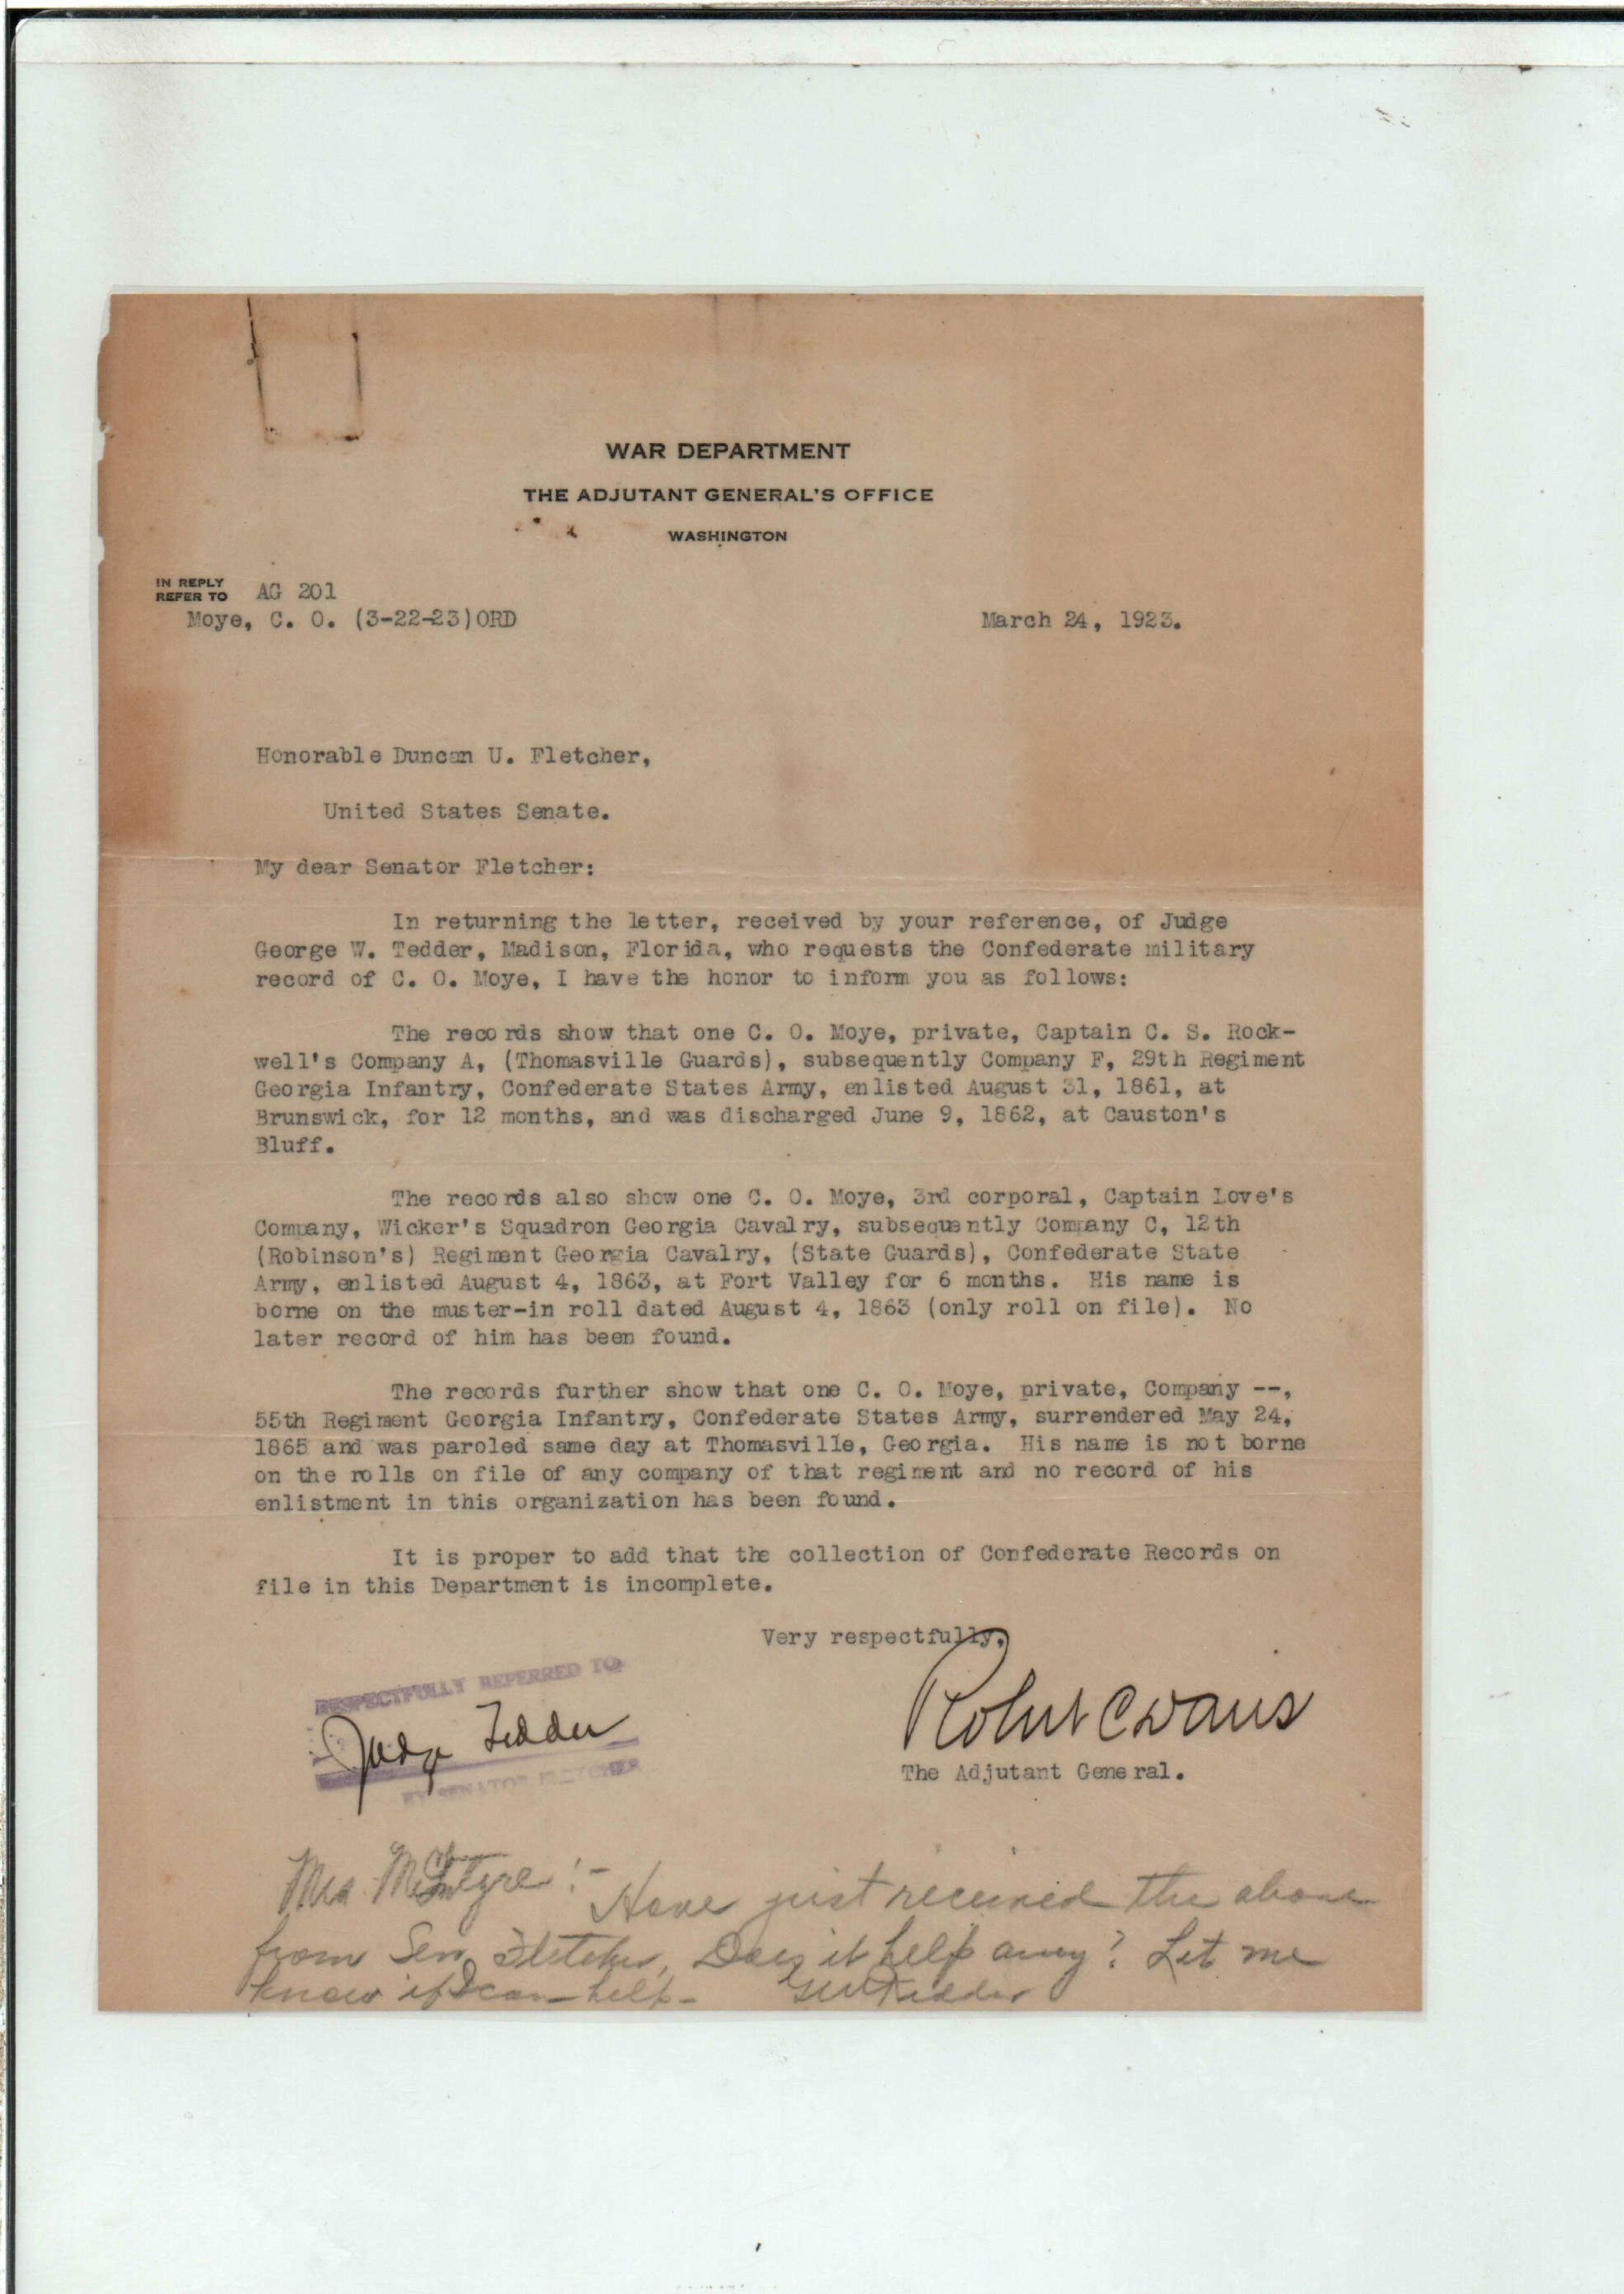 WAR DEPARTMENT
THE ADJUTANT GENERAL'S OFFICE
WASHINGTON
IN REPLY
REFER TO AG 201
Moye, C. O. (3-22-23)ORD March 24, 1923.
Honorable Duncan U. Fletcher,
United States Senate.
My dear Senator Fletcher:
In returning the letter, received by your reference, of Judge
George W. Tedder, Madison, Florida, who requests the Confederate military
record of C. O. Moye, I have the honor to inform you as follows:
The records show that one C. O. Moye, private, Captain C. S. Rock-
well's Company A, (Thomasville Guards), subsequently Company F, 29th Regiment
Georgia Infantry, Confederate States Army, enlisted August 31, 1861, at
Brunswick, for 12 months, and was discharged June 9, 1862, at Causton's
Bluff.
The records also show one C. O. Moye, 3rd corporal, Captain Love's
Company, Wicker's Squadron Georgia Cavalry, subsequently Company C, 12th
(Robinson's) Regiment Georgia Cavalry, (State Guards), Confederate State
Army, enlisted August 4, 1863, at Fort Valley for 6 months. His name is
borne on the muster-in roll dated August 4, 1863 (only roll on file). No
later record of him has been found.
The records further show that one C. O. Moye, private, Company --,
55th Regiment Georgia Infantry, Confederate States Army, surrendered May 24,
1865 and was paroled same day at Thomasville, Georgia. His name is not borne
on the rolls on file of any company of that regiment and no record of his
enlistment in this organization has been found.
It is proper to add that the collection of Confederate Records on
file in this Department is incomplete.
Very respectfully,
RESPECTFULLY REFERRED TO
Judge Tedder
BY SENATOR FLETCHER
Robert C Davis
The Adjutant General.
Mrs McIntyre:-
Have just received the above
from Sen Fletcher, Does it help any? Let me
know if I can help- GWTedder